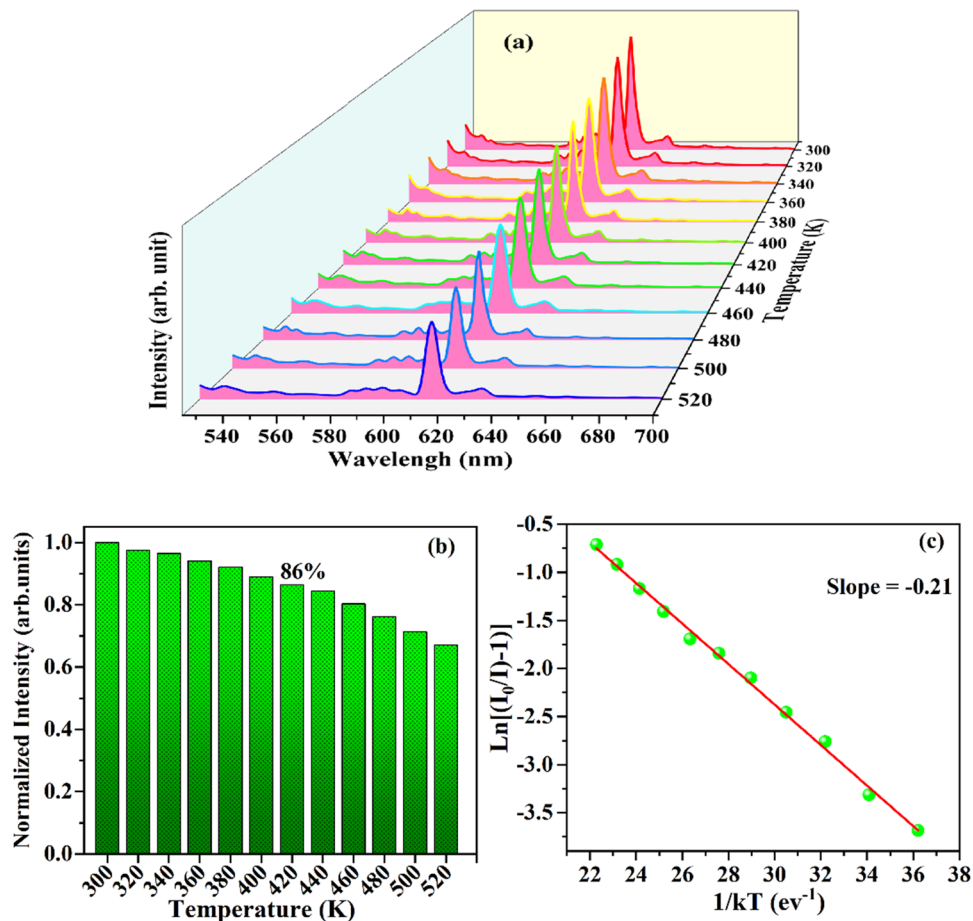 (a)
Intensity (arb. unit)
300
320
340
360
380
400
420
440
460
480
500
520
Temperature (K)
540 560 580 600 620 640 660 680 700
Wavelengh (nm)
(b)
Normalized Intensity (arb.units)
1.0
0.8
0.6
0.4
0.2
0.0
86%
300 320 340 360 380 400 420 440 460 480 500 520
Temperature (K)
(c)
Ln[(I₀/I)-1)]
-0.5
-1.0
-1.5
-2.0
-2.5
-3.0
-3.5
Slope = -0.21
22 24 26 28 30 32 34 36 38
1/kT (ev⁻¹)